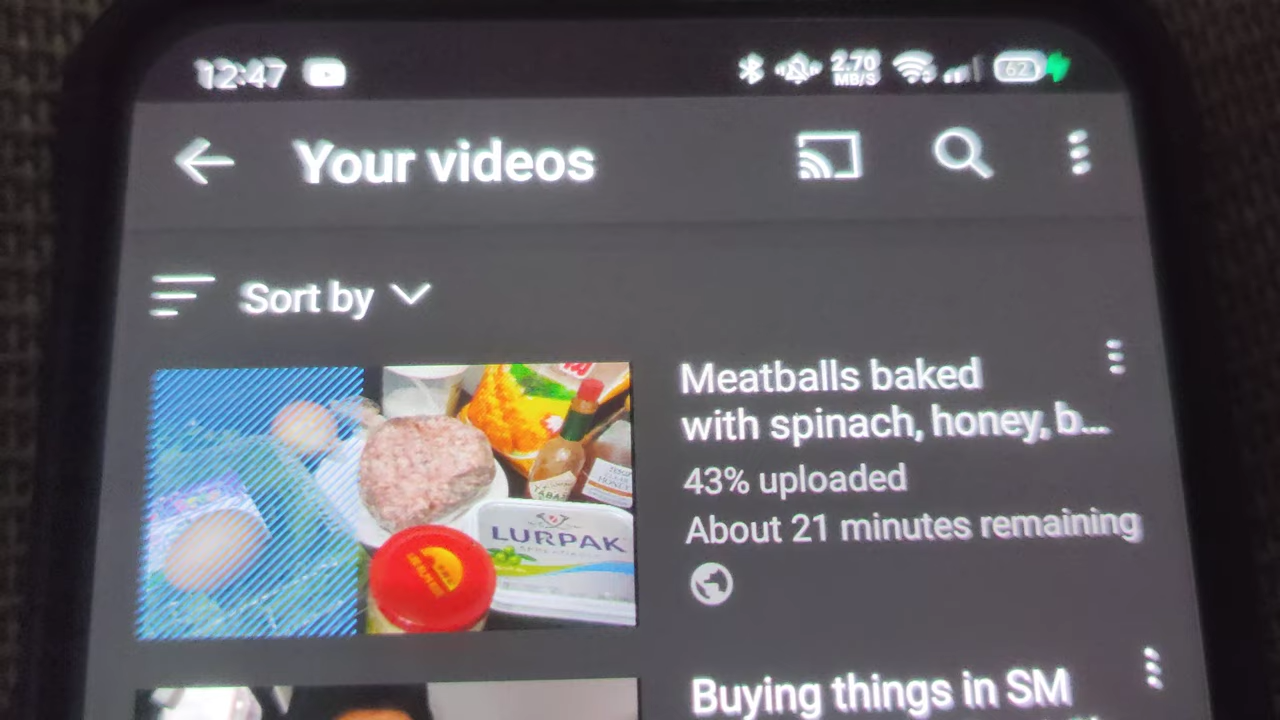 12:47
2.70
MB/S
62
Your videos
Sort by
Meatballs baked
with spinach, honey, b...
43% uploaded
About 21 minutes remaining
LURPAK
Buying things in SM